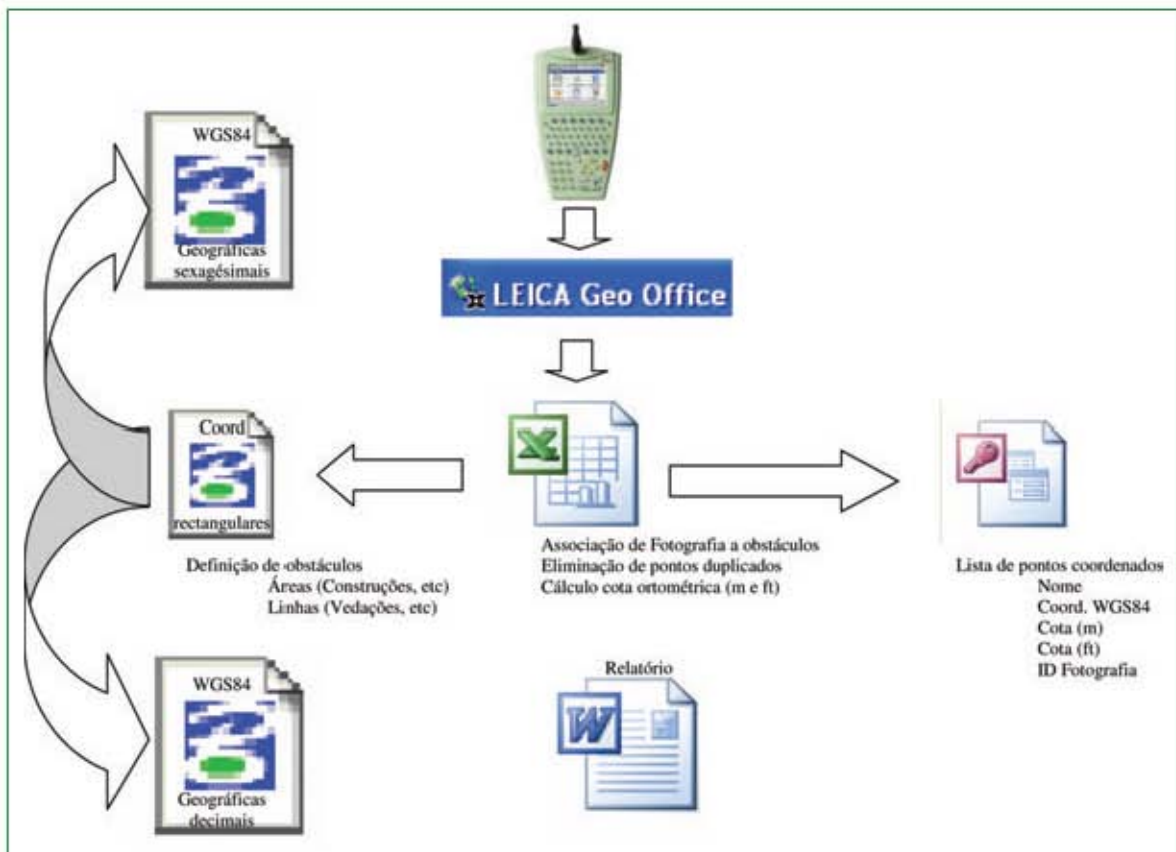 WGS84
Geográficas
sexagésimais
LEICA Geo Office
Coord
rectangulares
Definição de obstáculos
Áreas (Construções, etc)
Linhas (Vedações, etc)
Associação de Fotografia a obstáculos
Eliminação de pontos duplicados
Cálculo cota ortométrica (m e ft)
Lista de pontos coordenados
Nome
Coord. WGS84
Cota (m)
Cota (ft)
ID Fotografia
WGS84
Geográficas
decimais
Relatório
W